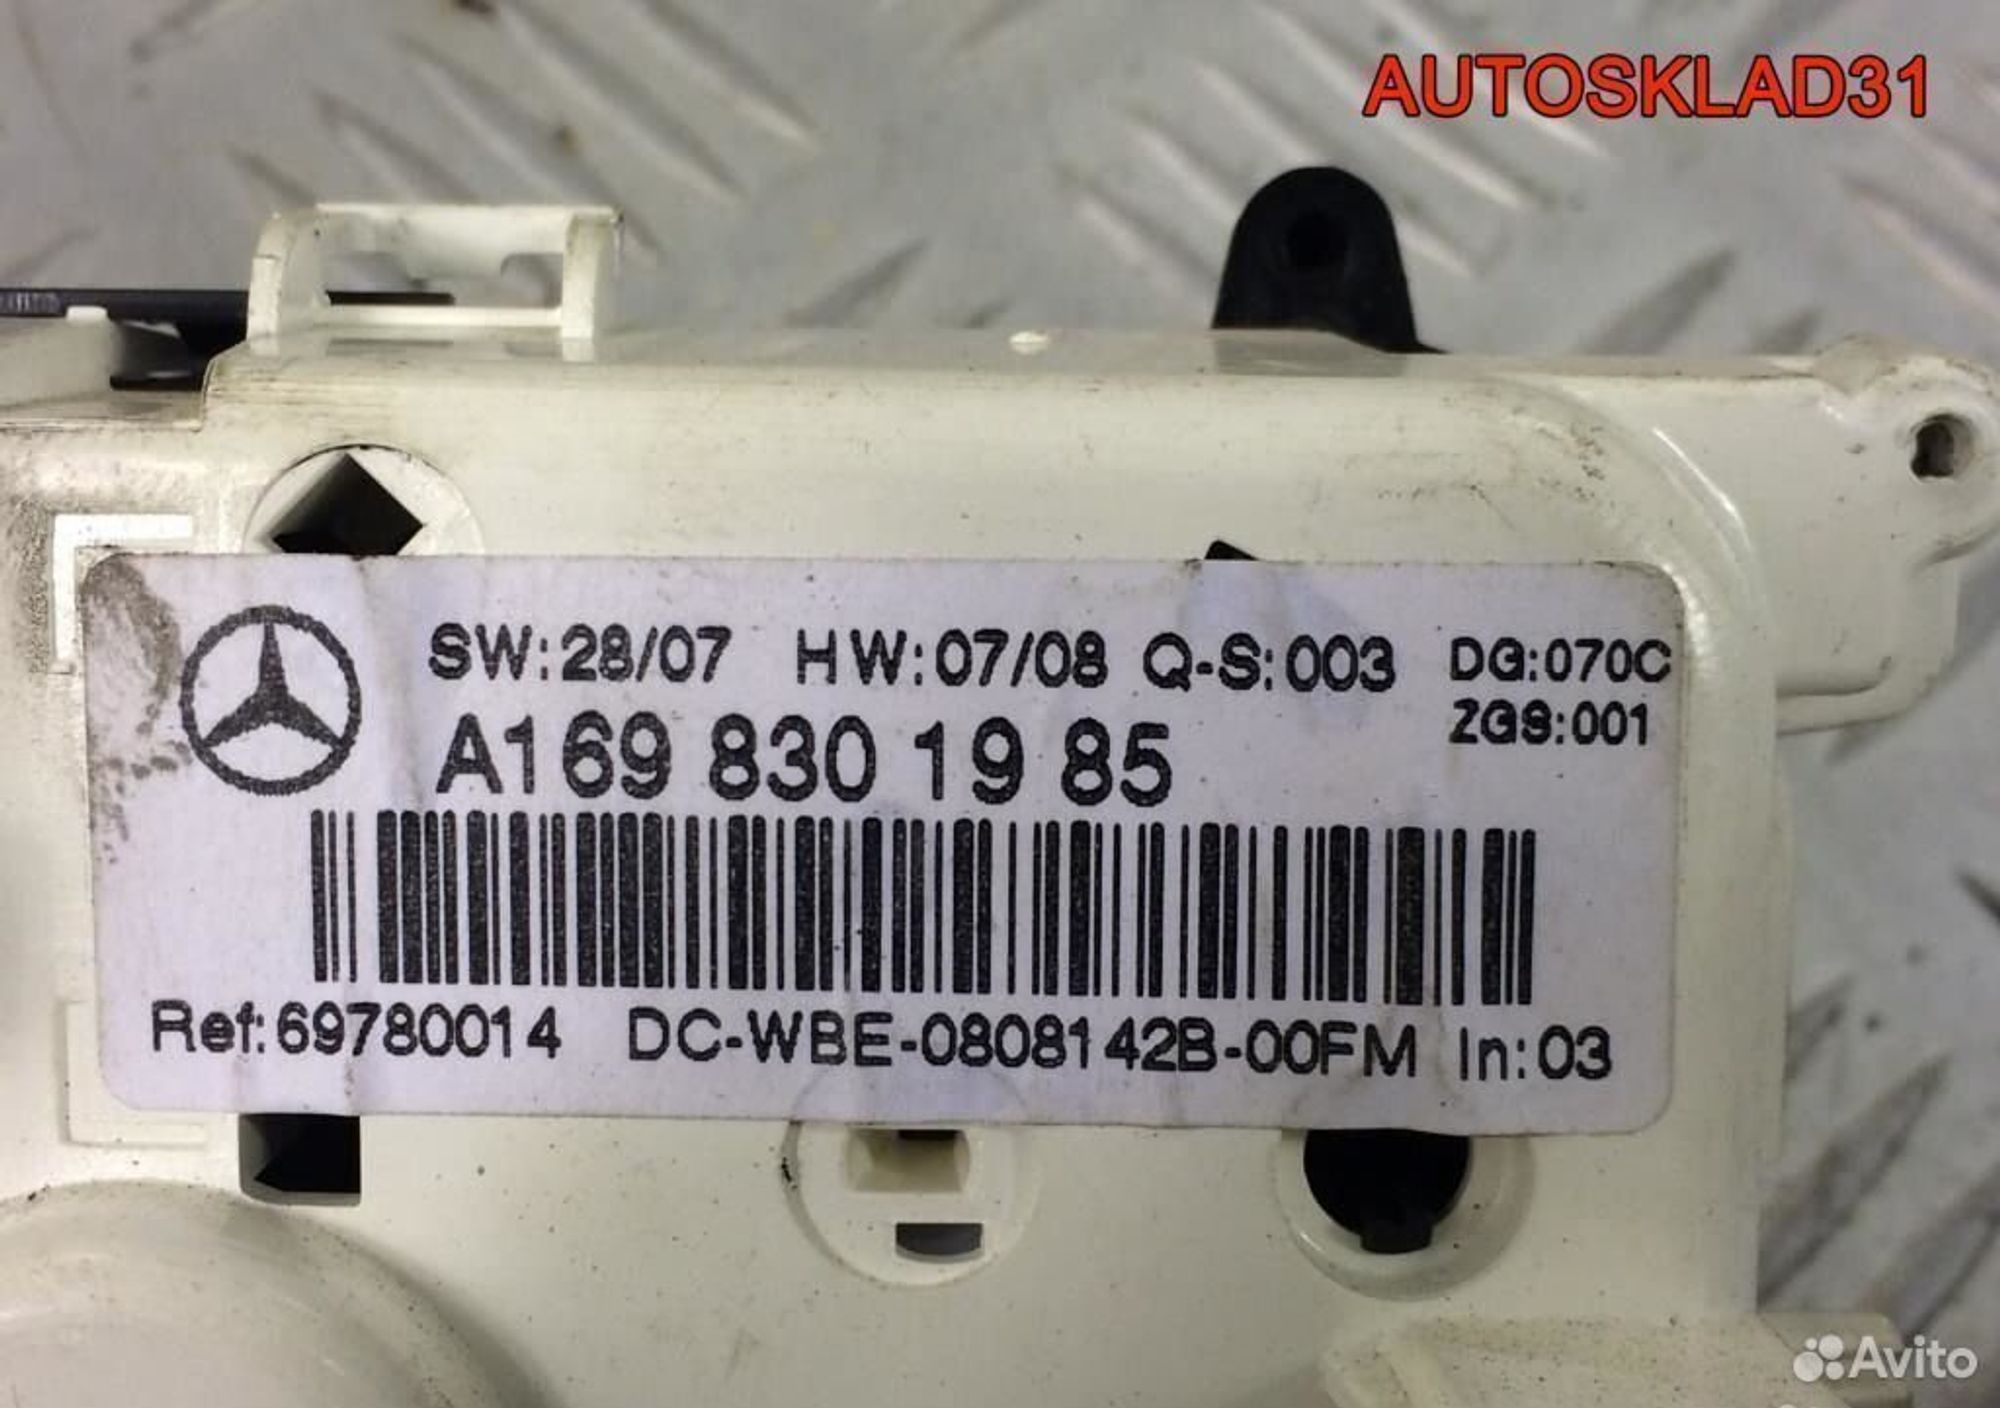 AUTOSKLAD31
SW:28/07 HW:07/08 Q-S:003 DG:070C
A169 830 19 85 ZGS:001
Ref:69780014 DC-WBE-0808142B-00FM In:03
Avito